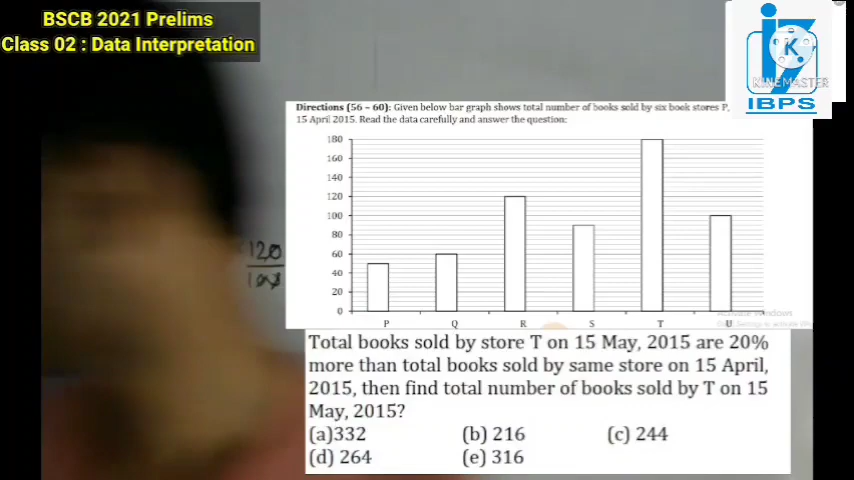 BSCB 2021 Prelims
Class 02 : Data Interpretation
K
KINEMASTER
IBPS
Directions (56 – 60): Given below bar graph shows total number of books sold by six book stores P,
15 April 2015. Read the data carefully and answer the question:
180
160
140
120
100
80
60
40
20
0
P Q R S T U
120
100
Activate Windows
Total books sold by store T on 15 May, 2015 are 20%
more than total books sold by same store on 15 April,
2015, then find total number of books sold by T on 15
May, 2015?
(a)332 (b) 216 (c) 244
(d) 264 (e) 316